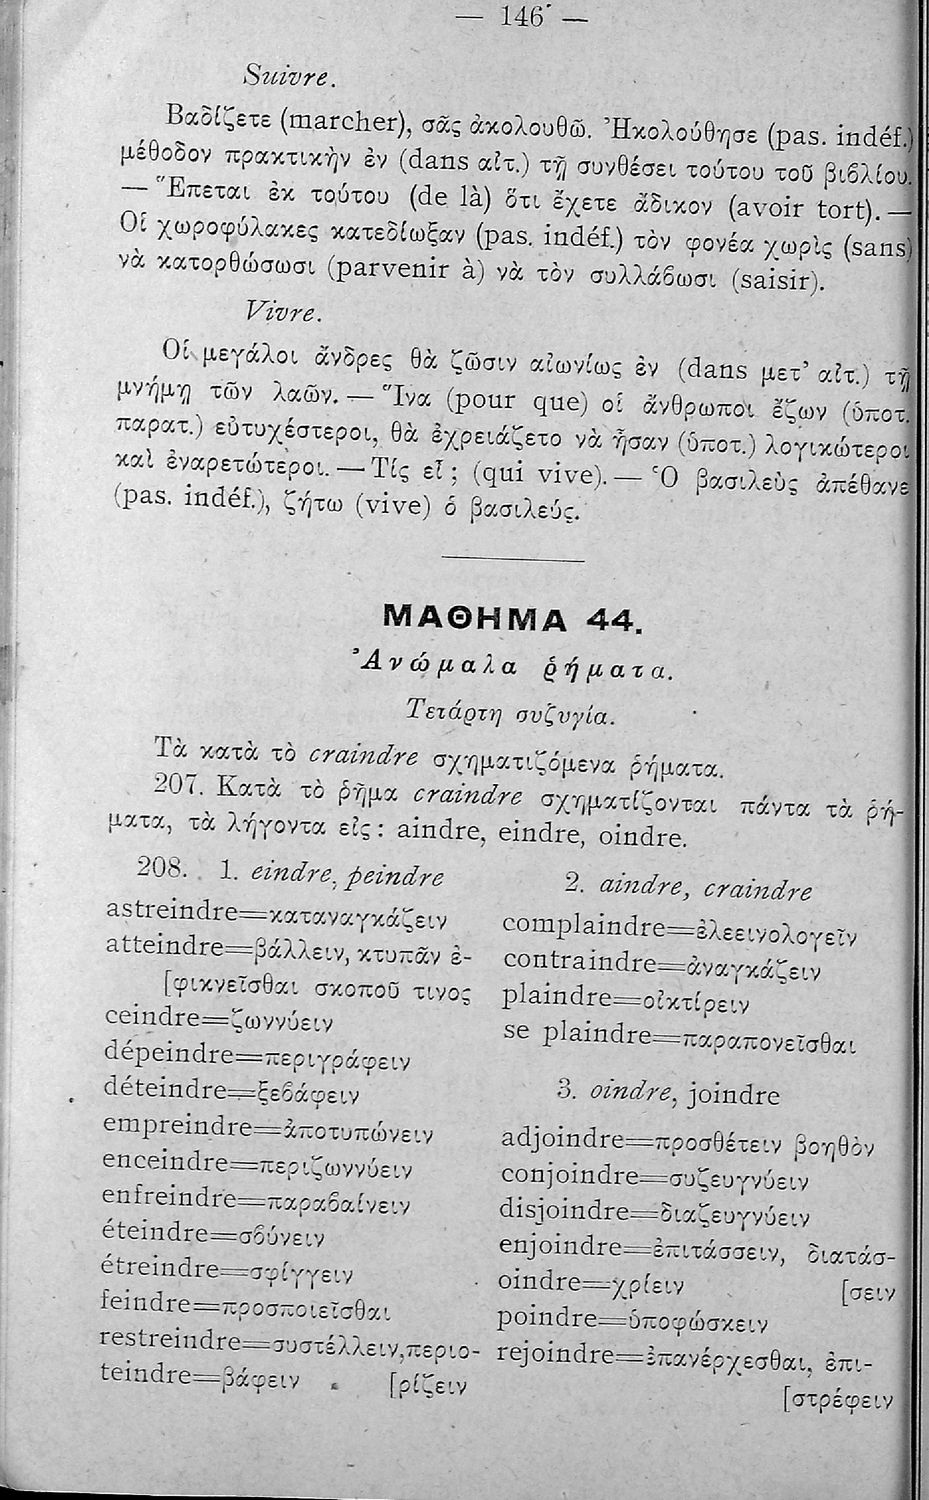 — 146 —
Suivre.
Βαδίζετε (marcher), σᾶς ἀκολουθῶ. Ἠκολούθησε (pas. indéf.)
μέθοδον πρακτικὴν ἐν (dans αἰτ.) τῇ συνθέσει τούτου τοῦ βιβλίου.
— Ἕπεται ἐκ τούτου (de là) ὅτι ἔχετε ἄδικον (avoir tort). —
Οἱ χωροφύλακες κατεδίωξαν (pas. indéf.) τὸν φονέα χωρὶς (sans)
νὰ κατορθώσωσι (parvenir à) νὰ τὸν συλλάβωσι (saisir).
Vivre.
Οἱ μεγάλοι ἄνδρες θὰ ζῶσιν αἰωνίως ἐν (dans μετ’ αἰτ.) τῇ
μνήμῃ τῶν λαῶν. — Ἵνα (pour que) οἱ ἄνθρωποι ἔζων (ὑποτ.
παρατ.) εὐτυχέστεροι, θὰ ἐχρειάζετο νὰ ἦσαν (ὑποτ.) λογικώτεροι
καὶ ἐναρετώτεροι. — Τίς εἶ ; (qui vive). — Ὁ βασιλεὺς ἀπέθανε
(pas. indéf.), ζήτω (vive) ὁ βασιλεύς.
ΜΑΘΗΜΑ 44.
Ἀνώμαλα ῥήματα.
Τετάρτη συζυγία.
Τὰ κατὰ τὸ craindre σχηματιζόμενα ῥήματα.
207. Κατὰ τὸ ῥῆμα craindre σχηματίζονται πάντα τὰ ῥή-
ματα, τὰ λήγοντα εἰς : aindre, eindre, oindre.
208. 1. eindre, peindre
astreindre=καταναγκάζειν
atteindre=βάλλειν, κτυπᾶν ἐ-
[φικνεῖσθαι σκοποῦ τινος
ceindre=ζωννύειν
dépeindre=περιγράφειν
déteindre=ξεβάφειν
empreindre=ἀποτυπώνειν
enceindre=περιζωννύειν
enfreindre=παραβαίνειν
éteindre=σβύνειν
étreindre=σφίγγειν
feindre=προσποιεῖσθαι
restreindre=συστέλλειν, περιο-
teindre=βάφειν [ρίζειν
2. aindre, craindre
complaindre=ἐλεεινολογεῖν
contraindre=ἀναγκάζειν
plaindre=οἰκτίρειν
se plaindre=παραπονεῖσθαι
3. oindre, joindre
adjoindre=προσθέτειν βοηθὸν
conjoindre=συζευγνύειν
disjoindre=διαζευγνύειν
enjoindre=ἐπιτάσσειν, διατάσ-
oindre=χρίειν [σειν
poindre=ὑποφώσκειν
rejoindre=ἐπανέρχεσθαι, ἐπι-
[στρέφειν